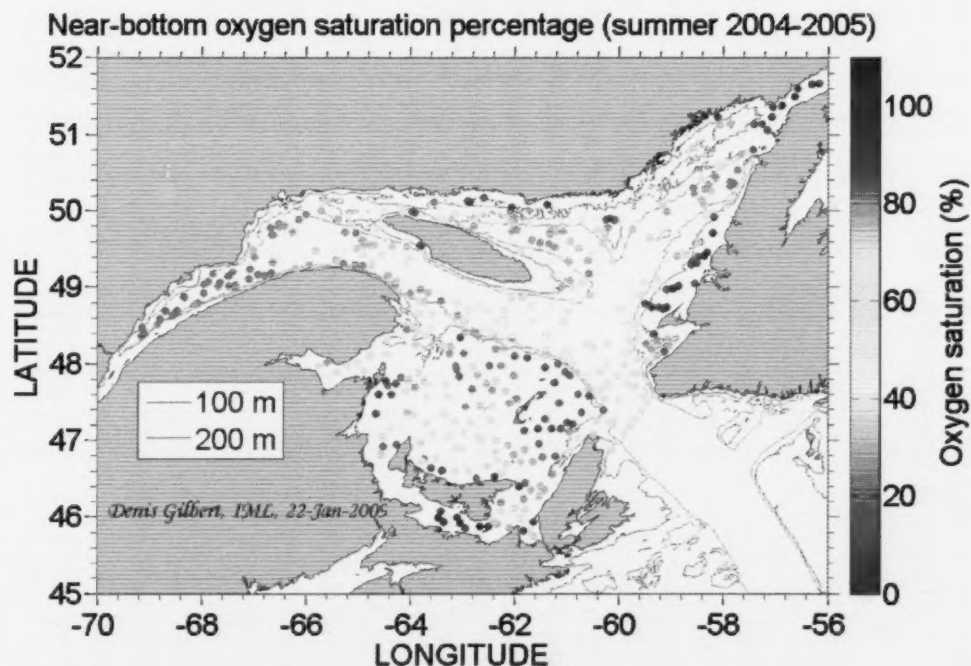 Near-bottom oxygen saturation percentage (summer 2004-2005)
52
51
50
49
48
47
46
45
LATITUDE
100 m
200 m
Denis Gilbert, IML, 22-Jan-2009
-70 -68 -66 -64 -62 -60 -58 -56
LONGITUDE
100
80
60
40
20
0
Oxygen saturation (%)